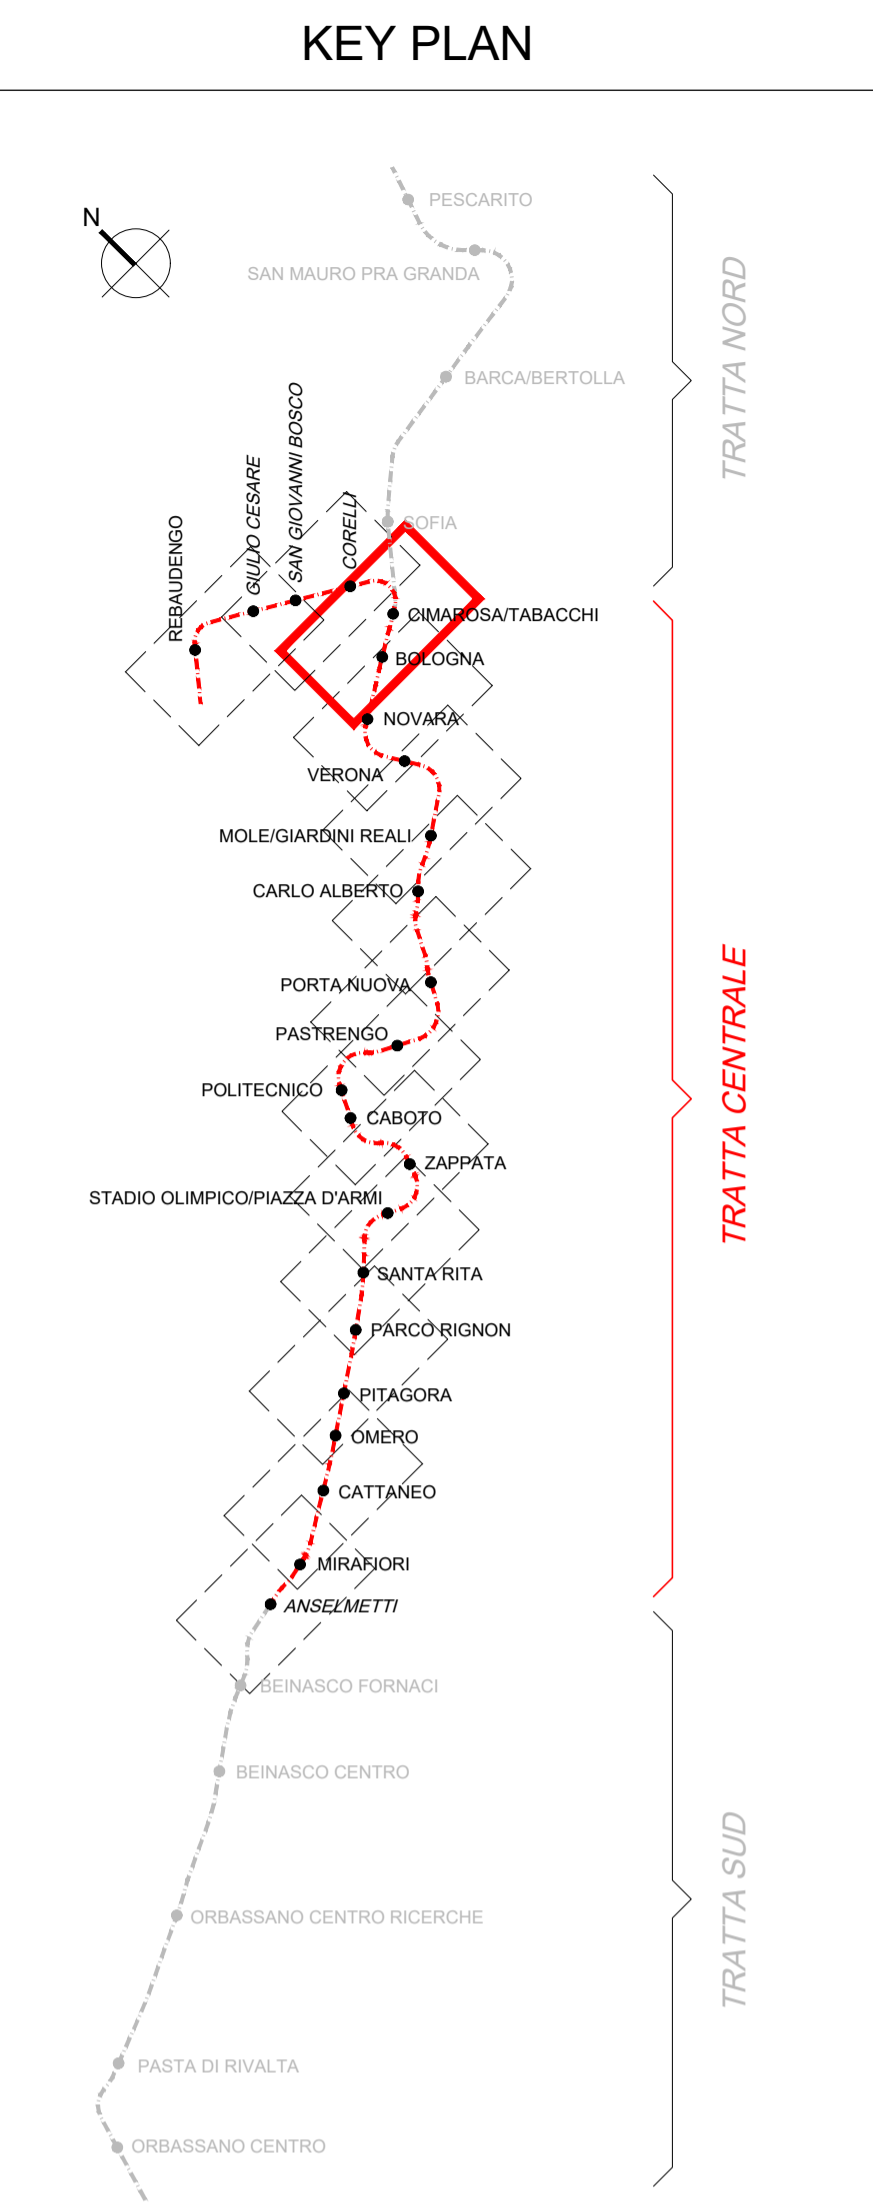 KEY PLAN
N
PESCARITO
SAN MAURO PRA GRANDA
BARCA/BERTOLLA
TRATTA NORD
SOFIA
REBAUDENGO
GIULIO CESARE
SAN GIOVANNI BOSCO
CORELLI
CIMAROSA/TABACCHI
BOLOGNA
NOVARA
VERONA
MOLE/GIARDINI REALI
CARLO ALBERTO
PORTA NUOVA
PASTRENGO
POLITECNICO
CABOTO
TRATTA CENTRALE
ZAPPATA
STADIO OLIMPICO/PIAZZA D'ARMI
SANTA RITA
PARCO RIGNON
PITAGORA
OMERO
CATTANEO
MIRAFIORI
ANSELMETTI
BEINASCO FORNACI
BEINASCO CENTRO
ORBASSANO CENTRO RICERCHE
TRATTA SUD
PASTA DI RIVALTA
ORBASSANO CENTRO